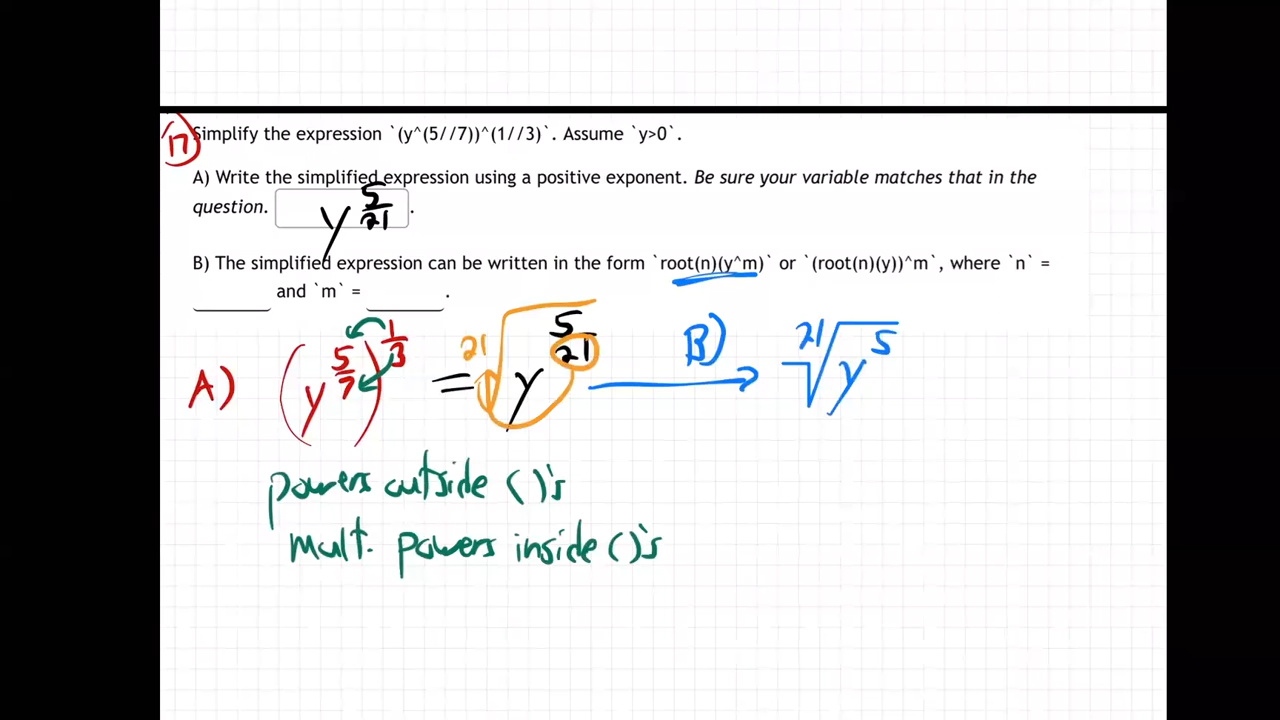 17
Simplify the expression `(y^(5//7))^(1//3)`. Assume `y>0`.
A) Write the simplified expression using a positive exponent. Be sure your variable matches that in the
question. y^(5/21) .
B) The simplified expression can be written in the form `root(n)(y^m)` or `(root(n)(y))^m`, where `n` =
________ and `m` = ________ .
A) (y^(5/7))^(1/3) = 21√ y^(5/21) B) → 21√ y^5
powers outside ( )'s
mult. powers inside ( )'s